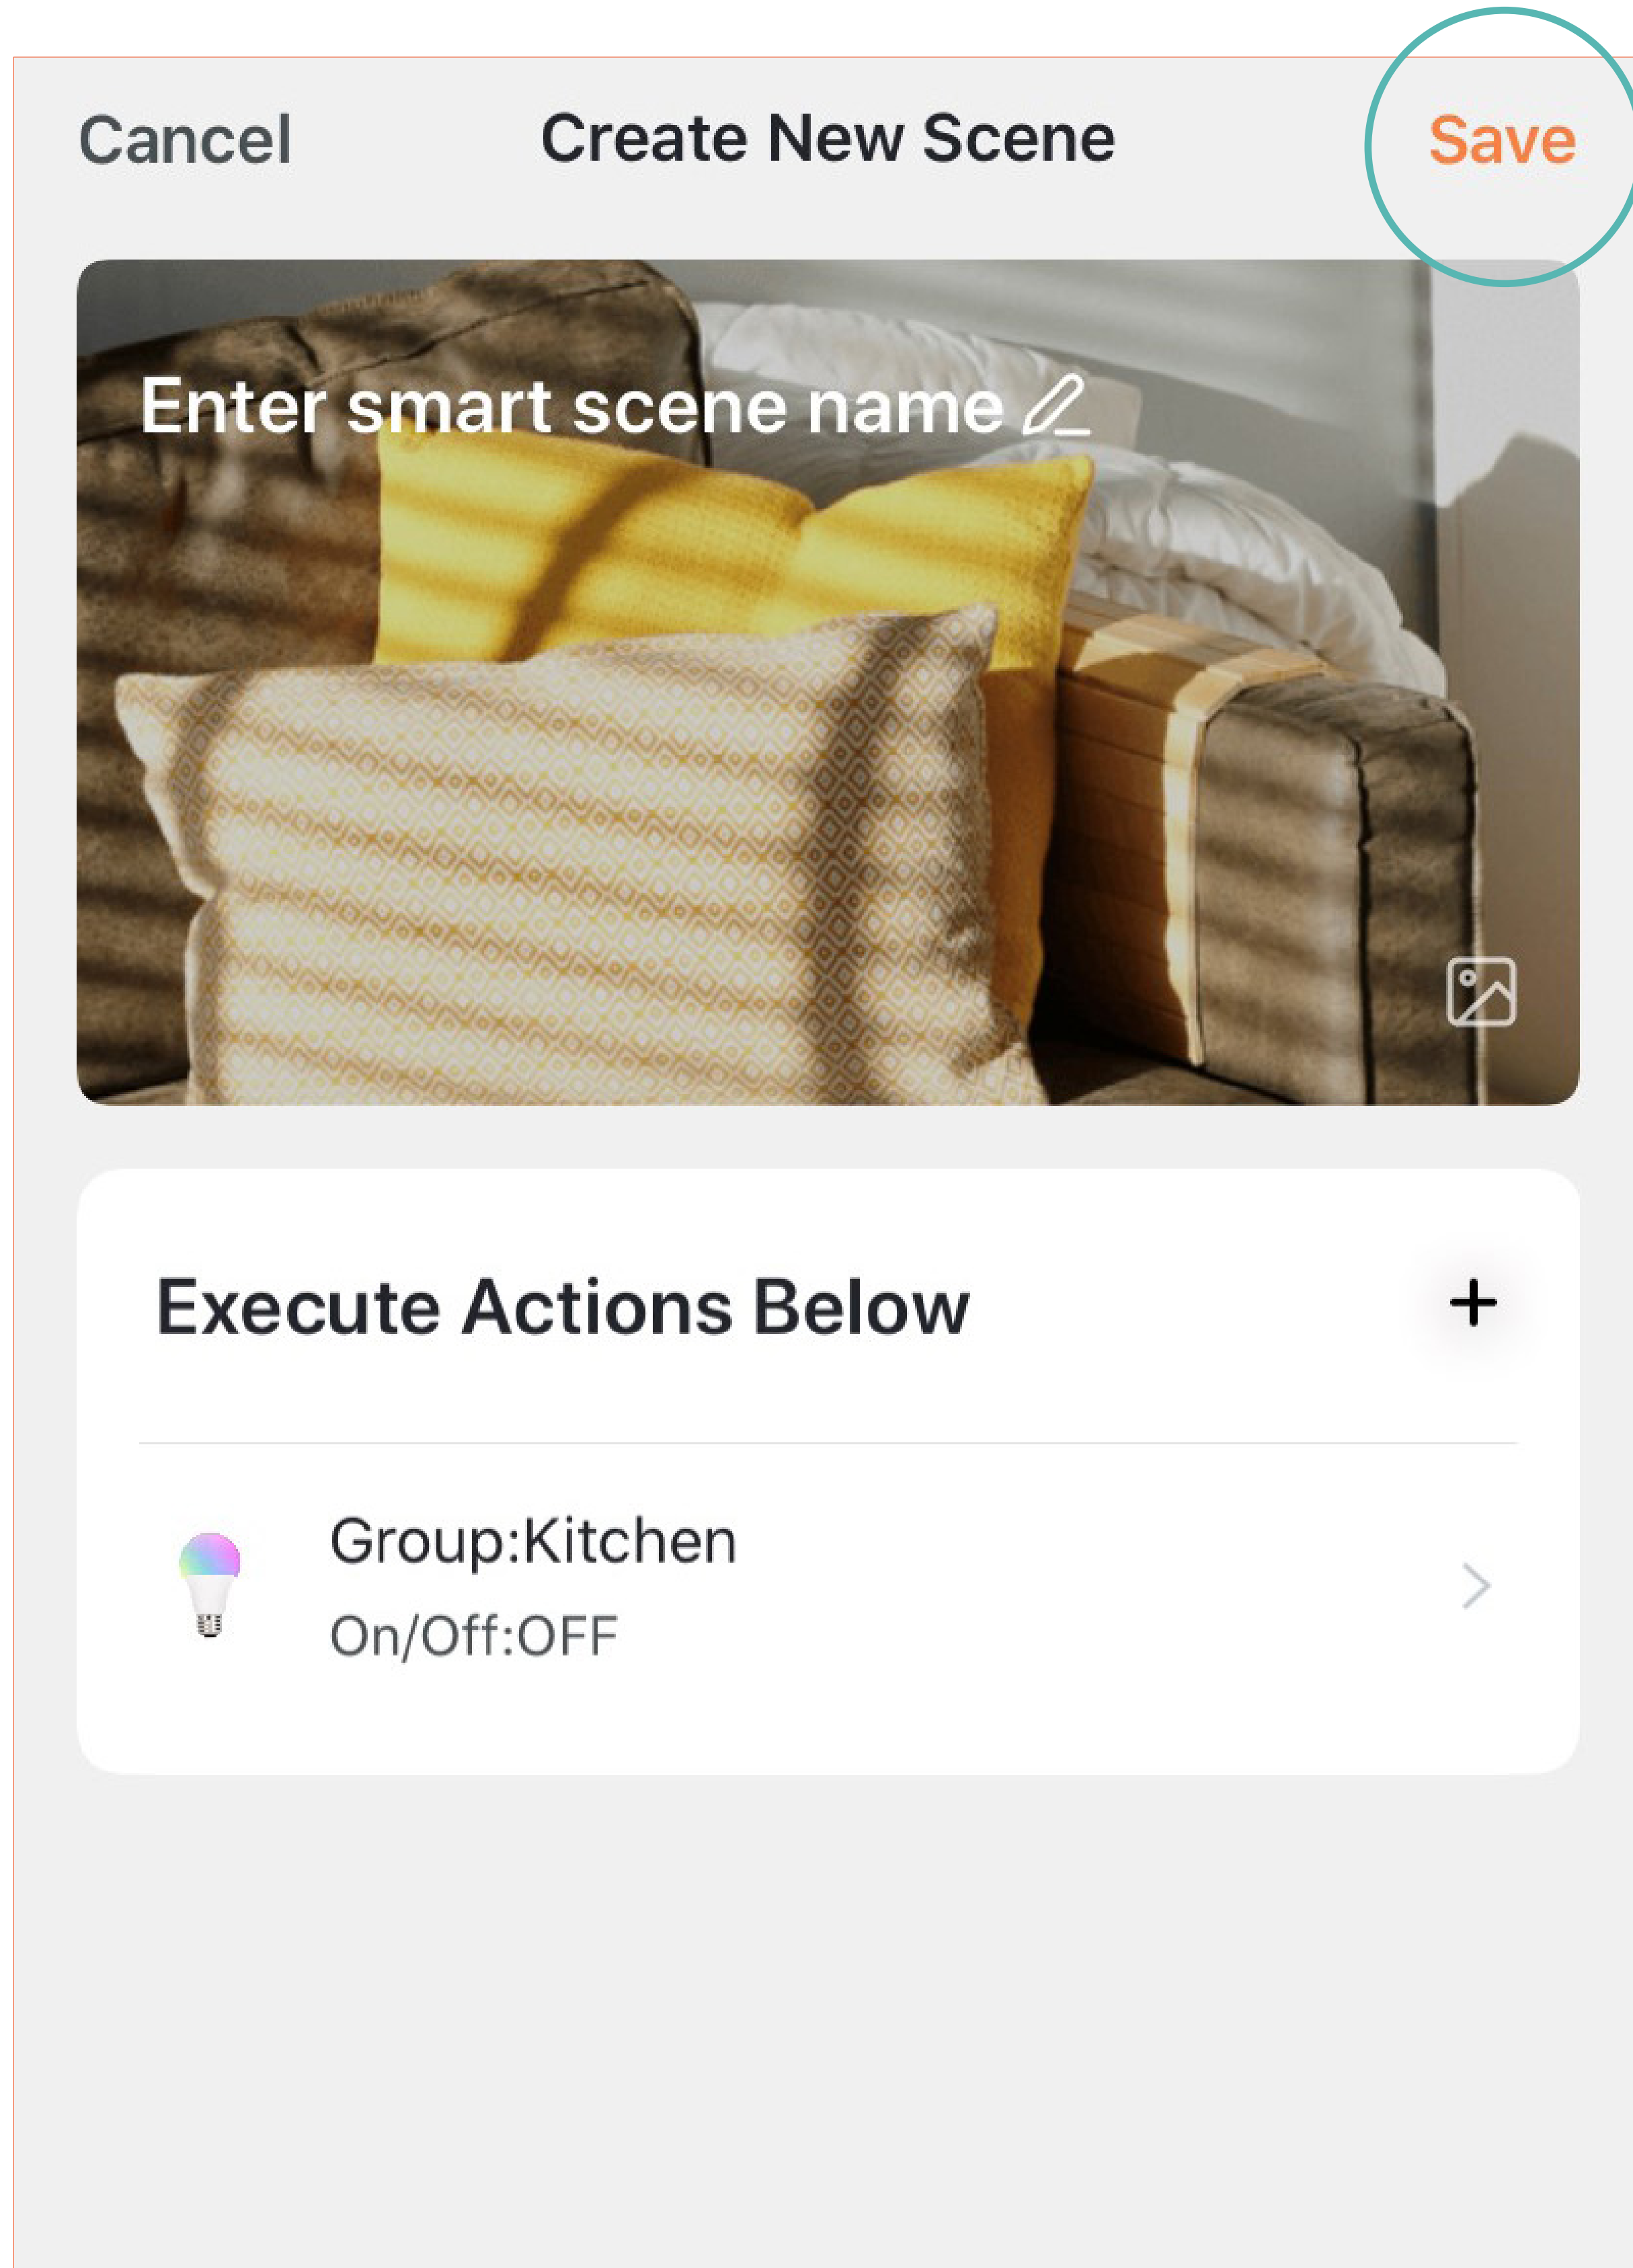 Cancel Create New Scene Save
Enter smart scene name
Execute Actions Below
Group:Kitchen
On/Off:OFF